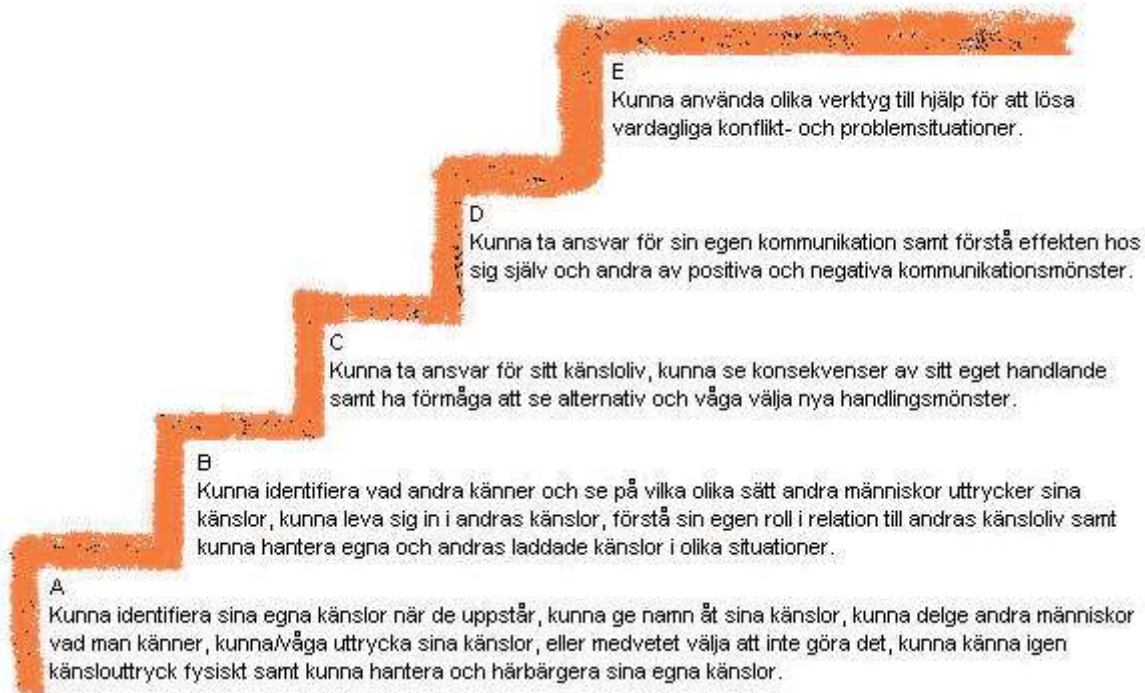 E
Kunna använda olika verktyg till hjälp för att lösa
vardagliga konflikt- och problemsituationer.
D
Kunna ta ansvar för sin egen kommunikation samt förstå effekten hos
sig själv och andra av positiva och negativa kommunikationsmönster.
C
Kunna ta ansvar för sitt känsloliv, kunna se konsekvenser av sitt eget handlande
samt ha förmåga att se alternativ och våga välja nya handlingsmönster.
B
Kunna identifiera vad andra känner och se på vilka olika sätt andra människor uttrycker sina
känslor, kunna leva sig in i andras känslor, förstå sin egen roll i relation till andras känsloliv samt
kunna hantera egna och andras laddade känslor i olika situationer.
A
Kunna identifiera sina egna känslor när de uppstår, kunna ge namn åt sina känslor, kunna delge andra människor
vad man känner, kunna/våga uttrycka sina känslor, eller medvetet välja att inte göra det, kunna känna igen
känslouttryck fysiskt samt kunna hantera och härbärgera sina egna känslor.